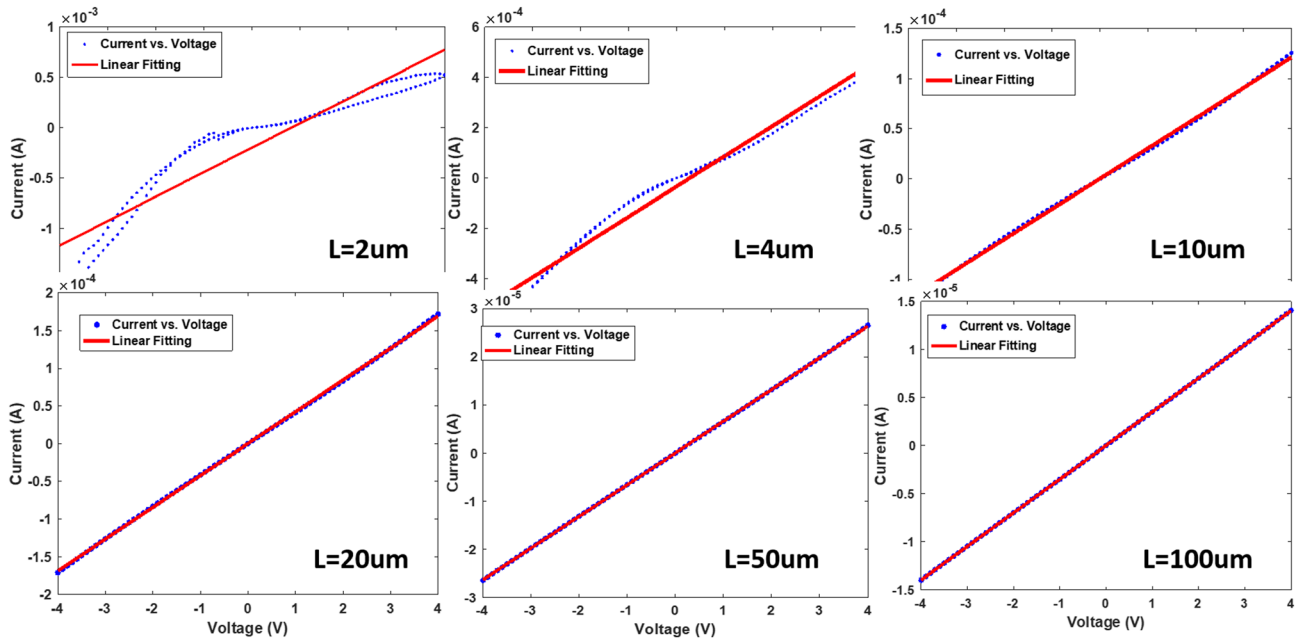 ×10⁻³
1
Current vs. Voltage
Linear Fitting
0.5
0
-0.5
-1
Current (A)
L=2um
×10⁻⁴
6
Current vs. Voltage
Linear Fitting
4
2
0
-2
-4
Current (A)
L=4um
×10⁻⁴
1.5
Current vs. Voltage
Linear Fitting
1
0.5
0
-0.5
-1
Current (A)
L=10um
×10⁻⁴
2
Current vs. Voltage
Linear Fitting
1.5
1
0.5
0
-0.5
-1
-1.5
-2
Current (A)
L=20um
-4 -3 -2 -1 0 1 2 3 4
Voltage (V)
×10⁻⁵
3
Current vs. Voltage
Linear Fitting
2
1
0
-1
-2
-3
Current (A)
L=50um
-4 -3 -2 -1 0 1 2 3 4
Voltage (V)
×10⁻⁵
1.5
Current vs. Voltage
Linear Fitting
1
0.5
0
-0.5
-1
-1.5
Current (A)
L=100um
-4 -3 -2 -1 0 1 2 3 4
Voltage (V)